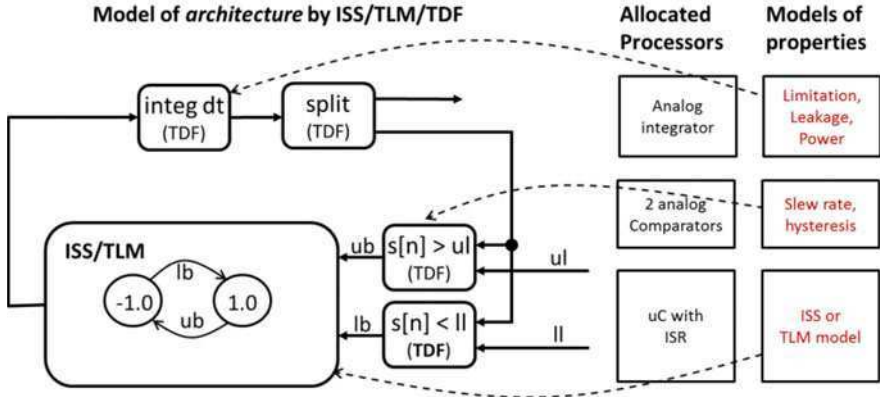 Model of architecture by ISS/TLM/TDF
Allocated
Processors
Models of
properties
integ dt
(TDF)
split
(TDF)
Analog
integrator
Limitation,
Leakage,
Power
2 analog
Comparators
Slew rate,
hysteresis
ISS/TLM
-1.0
lb
1.0
ub
ub
s[n] > ul
(TDF)
ul
lb
s[n] < ll
(TDF)
ll
uC with
ISR
ISS or
TLM model